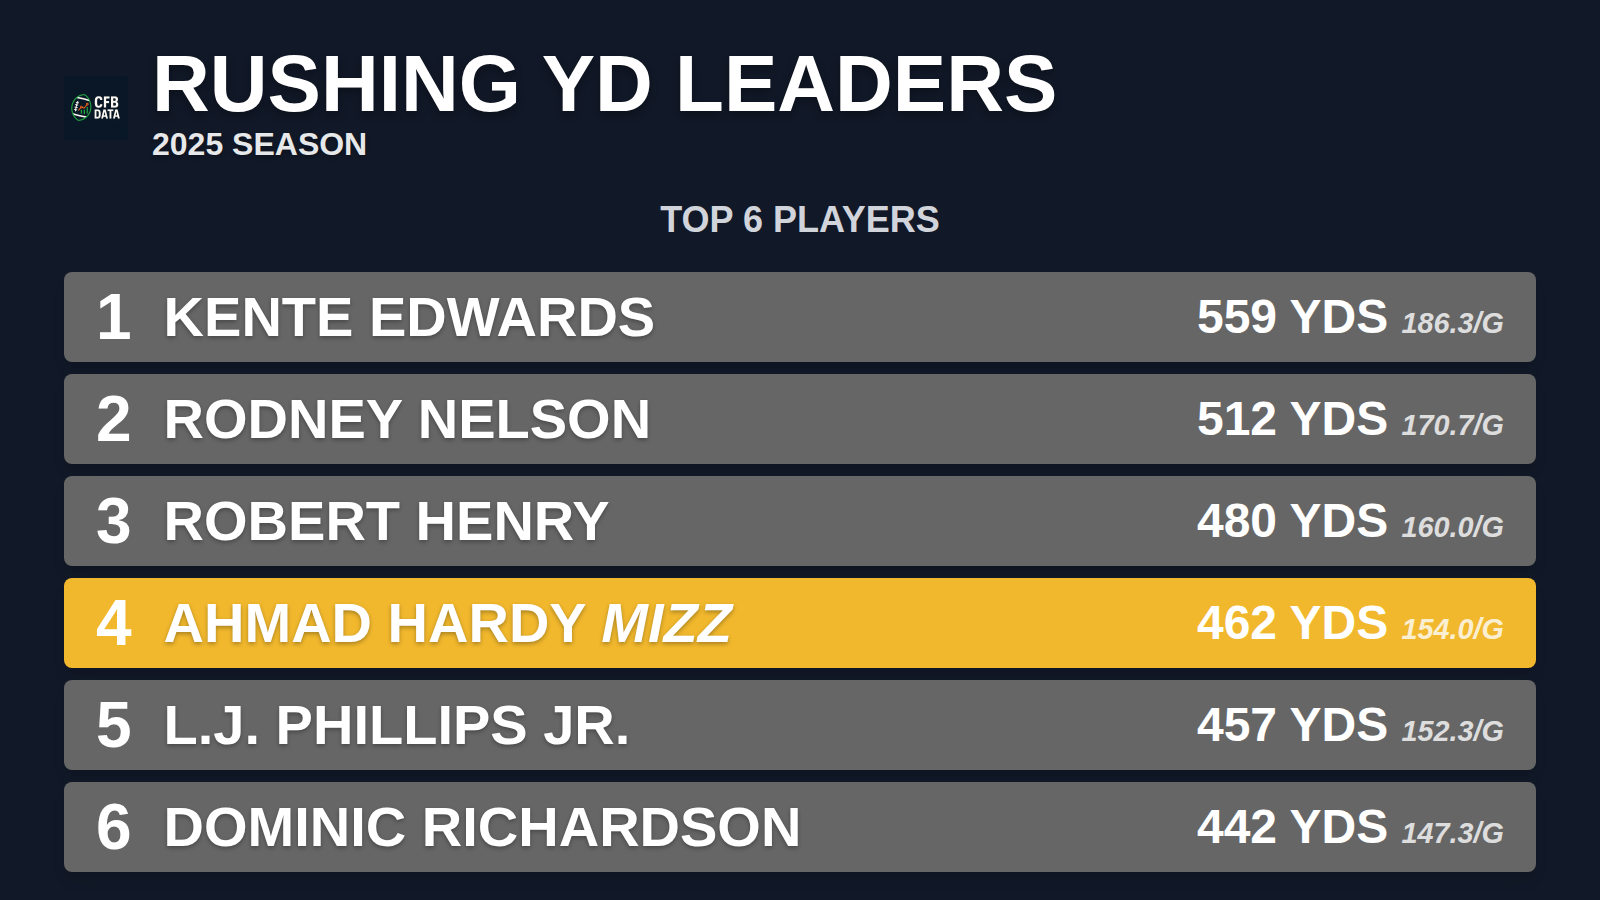 CFB
DATA
RUSHING YD LEADERS
2025 SEASON
TOP 6 PLAYERS
1 KENTE EDWARDS 559 YDS 186.3/G
2 RODNEY NELSON 512 YDS 170.7/G
3 ROBERT HENRY 480 YDS 160.0/G
4 AHMAD HARDY MIZZ 462 YDS 154.0/G
5 L.J. PHILLIPS JR. 457 YDS 152.3/G
6 DOMINIC RICHARDSON 442 YDS 147.3/G